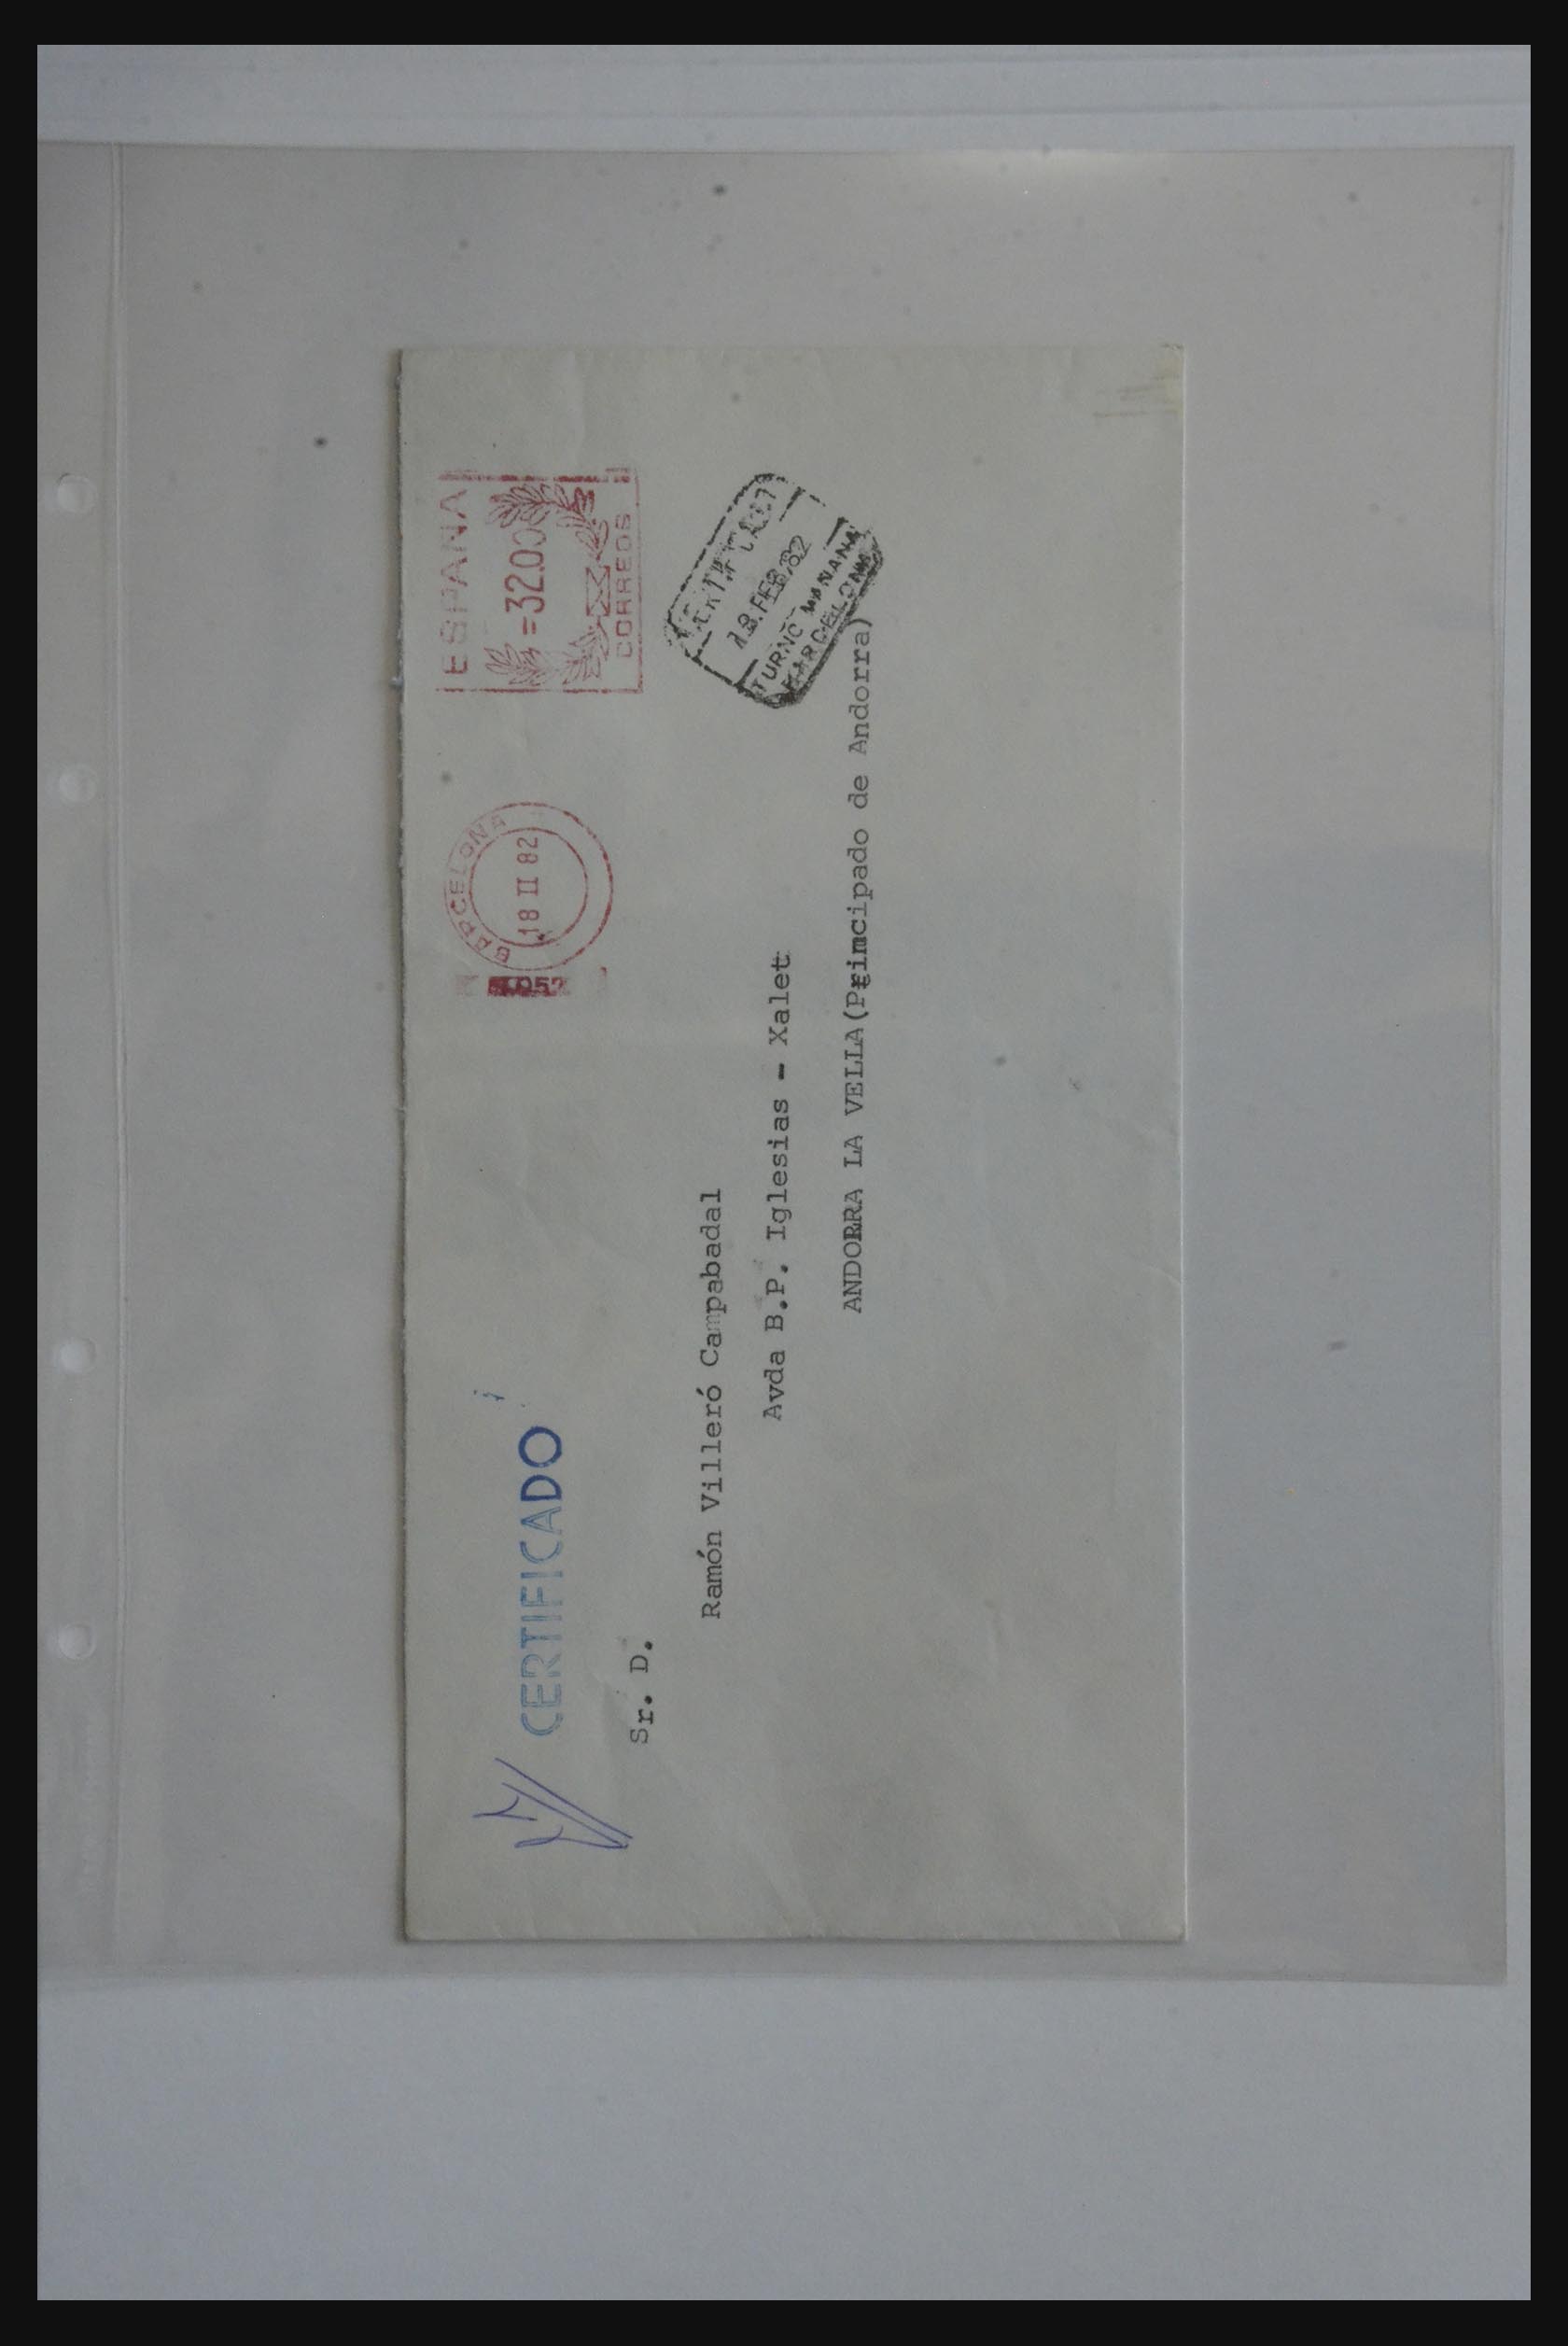 CERTIFICADO
BARCELONA
18 II 82
ESPAÑA
=32.00
CORREOS
18.FEB.82
TURNO MAÑANA
BARCELONA
Sr. D.
Ramón Villeró Campabadal
Avda B.P. Iglesias - Xalet
ANDORRA LA VELLA(Principado de Andorra)